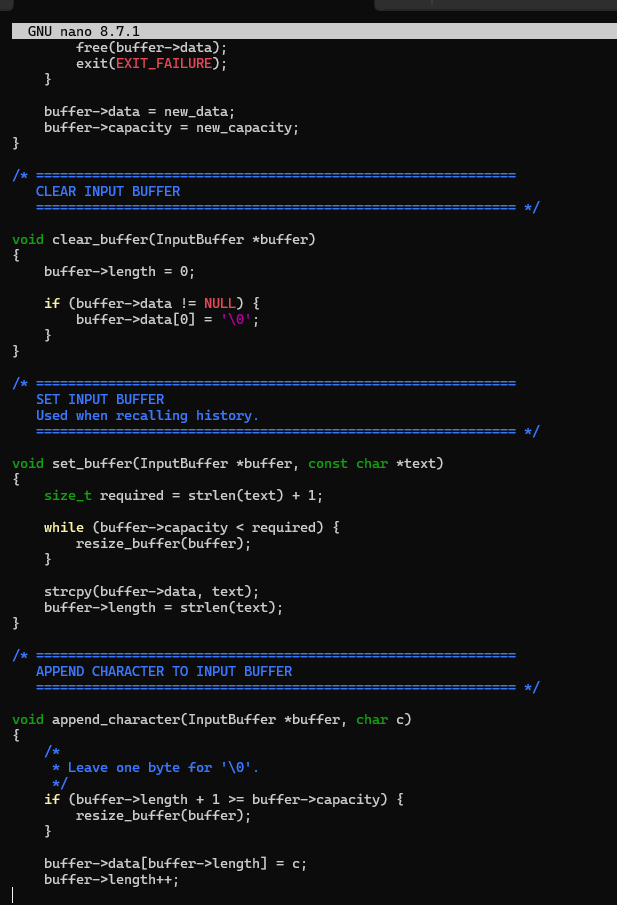 GNU nano 8.7.1
        free(buffer->data);
        exit(EXIT_FAILURE);
    }

    buffer->data = new_data;
    buffer->capacity = new_capacity;
}

/* ============================================================
   CLEAR INPUT BUFFER
   ============================================================ */

void clear_buffer(InputBuffer *buffer)
{
    buffer->length = 0;

    if (buffer->data != NULL) {
        buffer->data[0] = '\0';
    }
}

/* ============================================================
   SET INPUT BUFFER
   Used when recalling history.
   ============================================================ */

void set_buffer(InputBuffer *buffer, const char *text)
{
    size_t required = strlen(text) + 1;

    while (buffer->capacity < required) {
        resize_buffer(buffer);
    }

    strcpy(buffer->data, text);
    buffer->length = strlen(text);
}

/* ============================================================
   APPEND CHARACTER TO INPUT BUFFER
   ============================================================ */

void append_character(InputBuffer *buffer, char c)
{
    /*
     * Leave one byte for '\0'.
     */
    if (buffer->length + 1 >= buffer->capacity) {
        resize_buffer(buffer);
    }

    buffer->data[buffer->length] = c;
    buffer->length++;